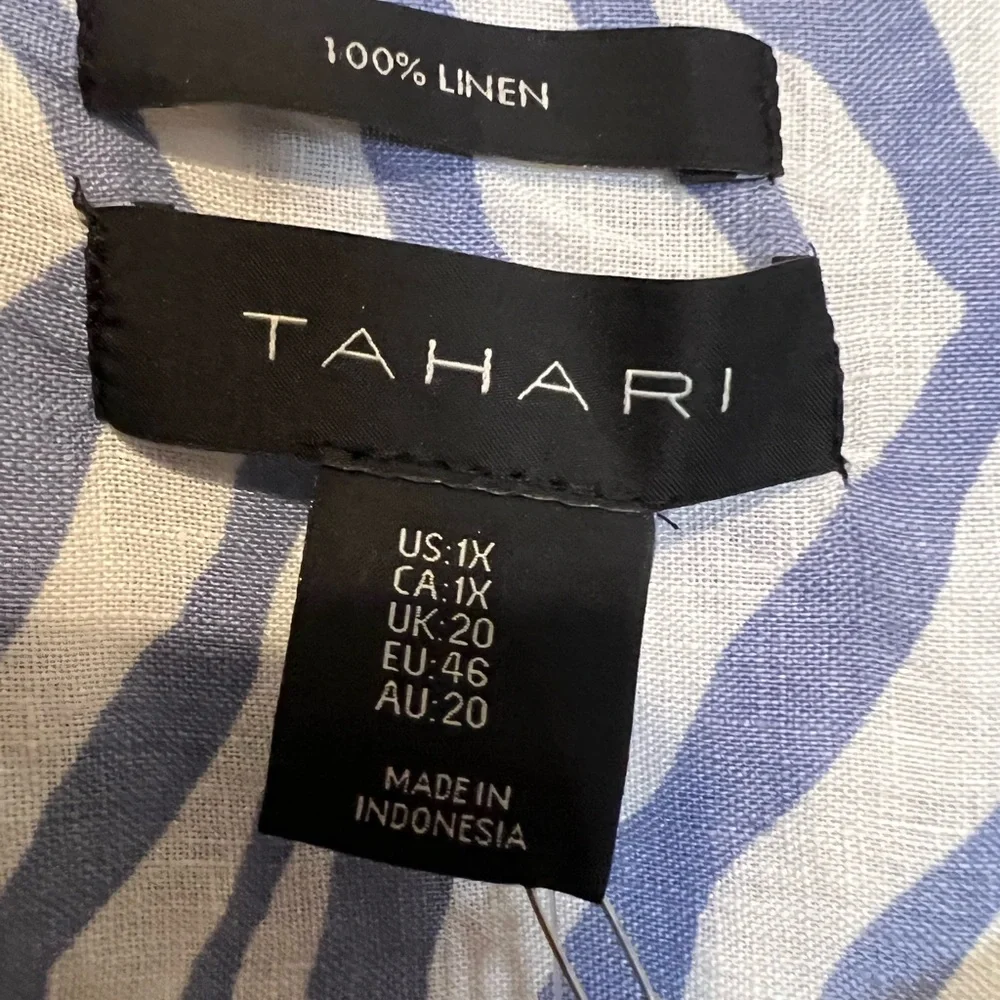 100% LINEN
TAHARI
US:1X
CA:1X
UK:20
EU:46
AU:20
MADE IN
INDONESIA